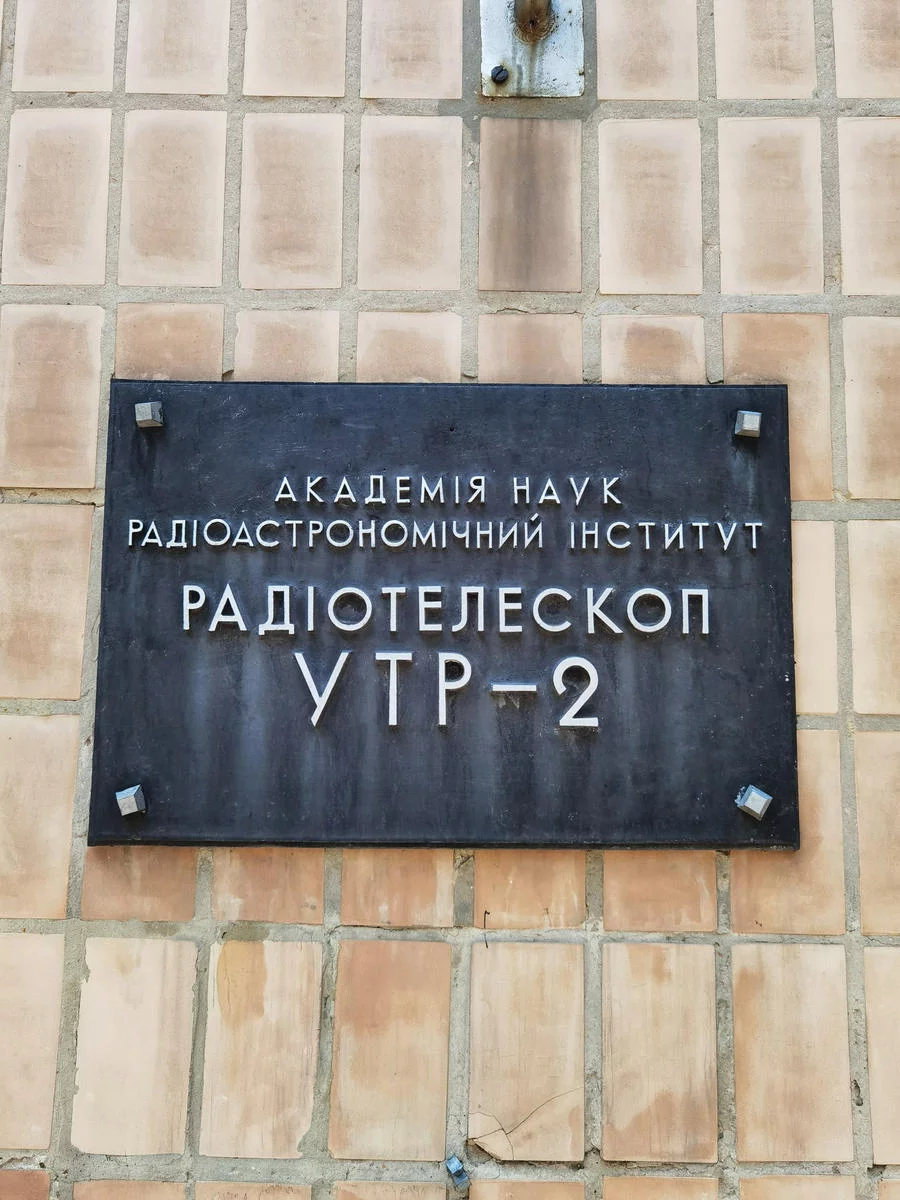 АКАДЕМІЯ НАУК
РАДІОАСТРОНОМІЧНИЙ ІНСТИТУТ
РАДІОТЕЛЕСКОП
УТР-2